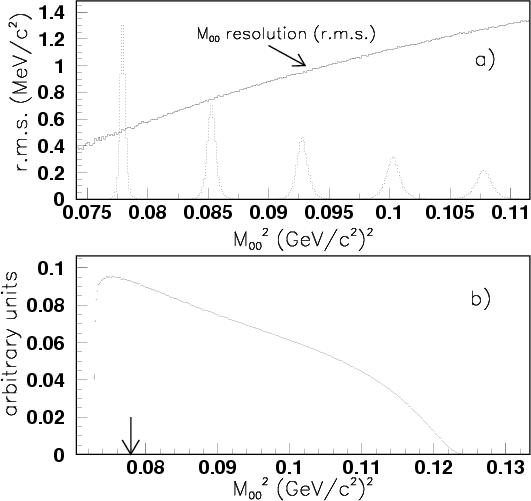 1.4
1.2
1
0.8
0.6
0.4
0.2
0
r.m.s. (MeV/c²)
M₀₀ resolution (r.m.s.)
a)
0.075 0.08 0.085 0.09 0.095 0.1 0.105 0.11
M₀₀² (GeV/c²)²
0.1
0.08
0.06
0.04
0.02
0
arbitrary units
b)
0.08 0.09 0.1 0.11 0.12 0.13
M₀₀² (GeV/c²)²